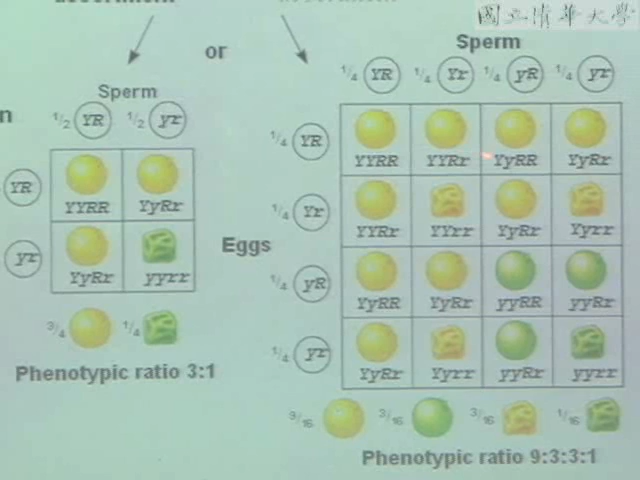 國立清華大學
or
Sperm
1/4 YR 1/4 Yr 1/4 yR 1/4 yr
Sperm
1/2 YR 1/2 yr
n
YR
YYRR YyRr
yr
YyRr yyrr
3/4 1/4
Phenotypic ratio 3:1
Eggs
1/4 YR
YYRR YYRr YyRR YyRr
1/4 Yr
YYRr YYrr YyRr Yyrr
1/4 yR
YyRR YyRr yyRR yyRr
1/4 yr
YyRr Yyrr yyRr yyrr
9/16 3/16 3/16 1/16
Phenotypic ratio 9:3:3:1